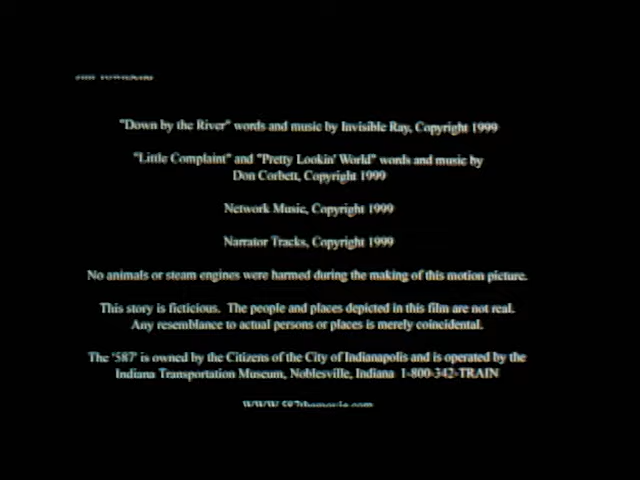 "Down by the River" words and music by Invisible Ray, Copyright 1999
"Little Complaint" and "Pretty Lookin' World" words and music by
Don Corbett, Copyright 1999
Network Music, Copyright 1999
Narrator Tracks, Copyright 1999
No animals or steam engines were harmed during the making of this motion picture.
This story is ficticious. The people and places depicted in this film are not real.
Any resemblance to actual persons or places is merely coincidental.
The '587' is owned by the Citizens of the City of Indianapolis and is operated by the
Indiana Transportation Museum, Noblesville, Indiana 1-800-342-TRAIN
WWW.587themovie.com